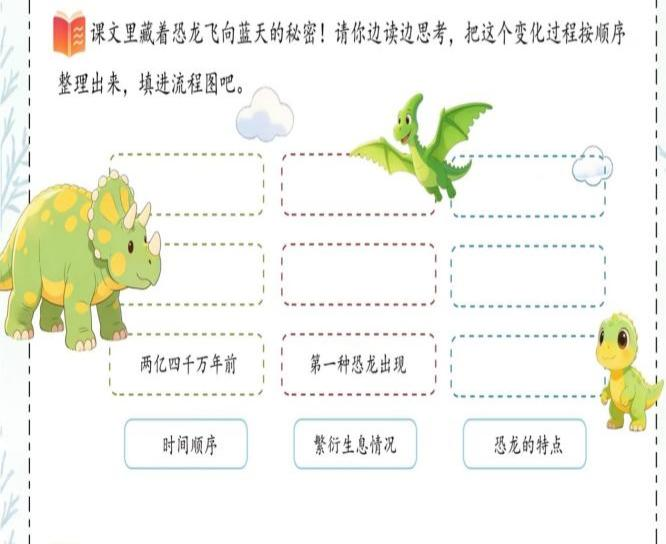 课文里藏着恐龙飞向蓝天的秘密！请你边读边思考，把这个变化过程按顺序
整理出来，填进流程图吧。
两亿四千万年前
第一种恐龙出现
时间顺序
繁衍生息情况
恐龙的特点